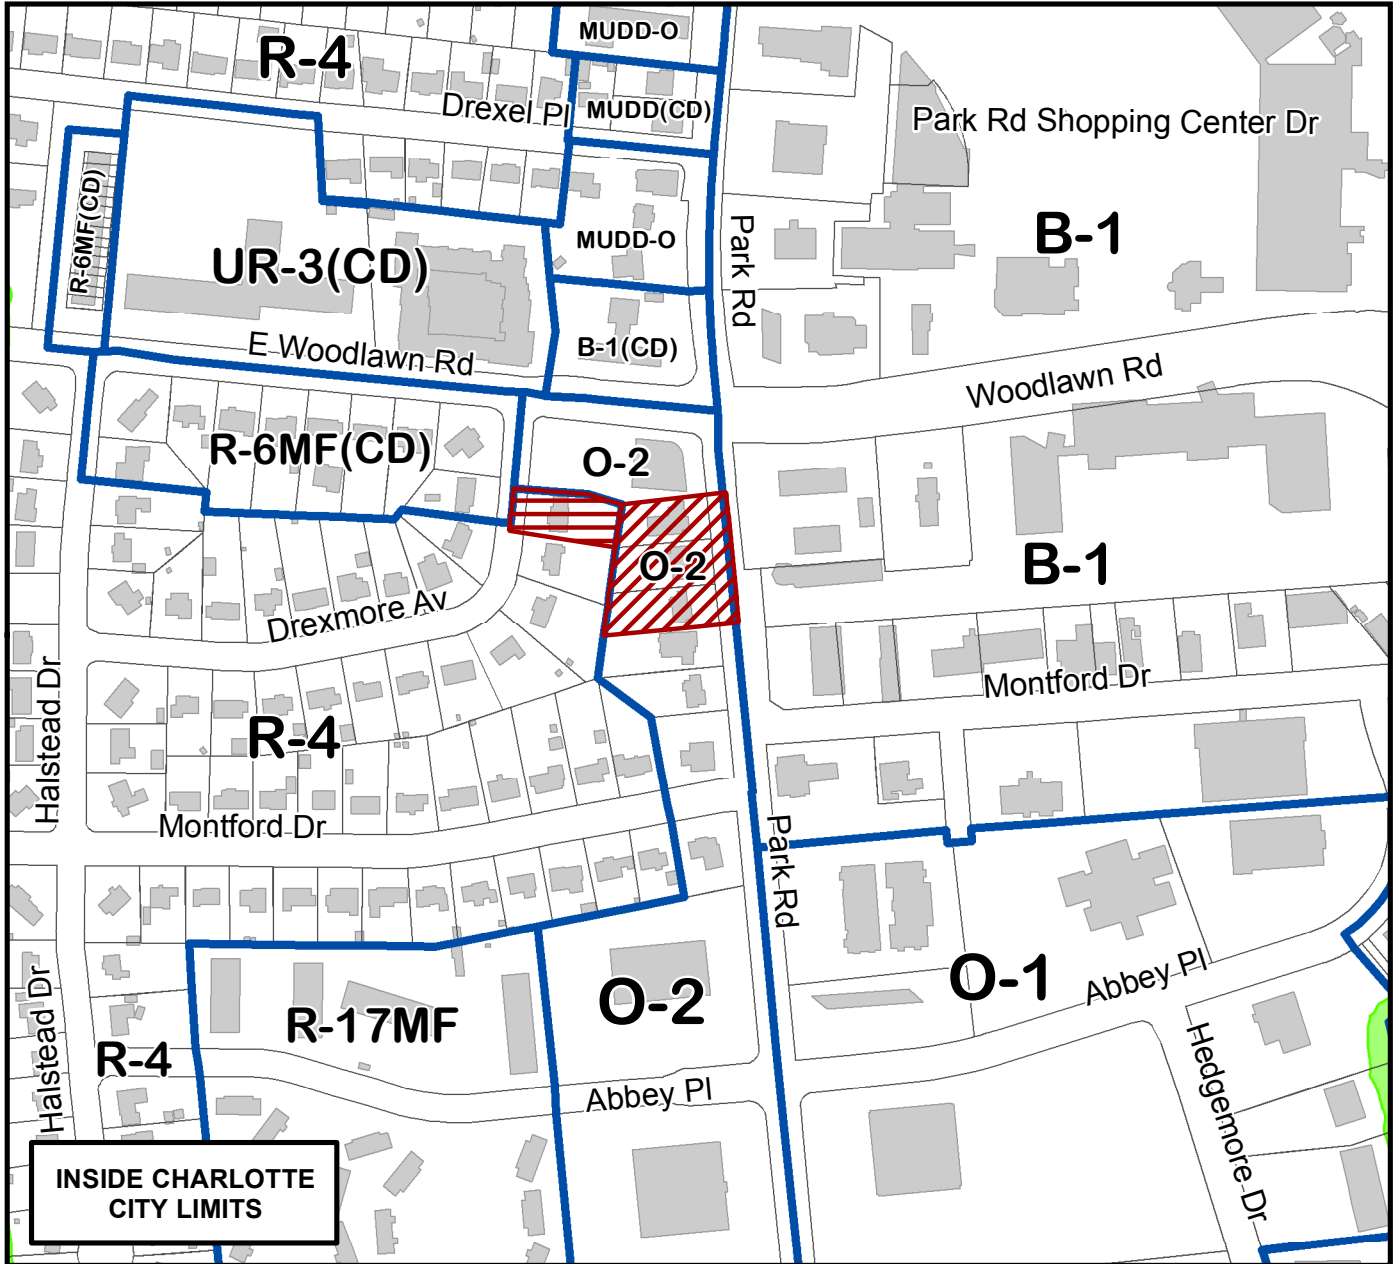 MUDD-O
R-4
Drexel Pl
MUDD(CD)
Park Rd Shopping Center Dr
R-6MF(CD)
UR-3(CD)
MUDD-O
Park Rd
B-1
E Woodlawn Rd
B-1(CD)
Woodlawn Rd
R-6MF(CD)
O-2
O-2
B-1
Drexmore Av
Halstead Dr
R-4
Montford Dr
Montford Dr
Park Rd
O-1
Abbey Pl
Halstead Dr
R-17MF
O-2
R-4
Abbey Pl
Hedgemore Dr
INSIDE CHARLOTTE
CITY LIMITS